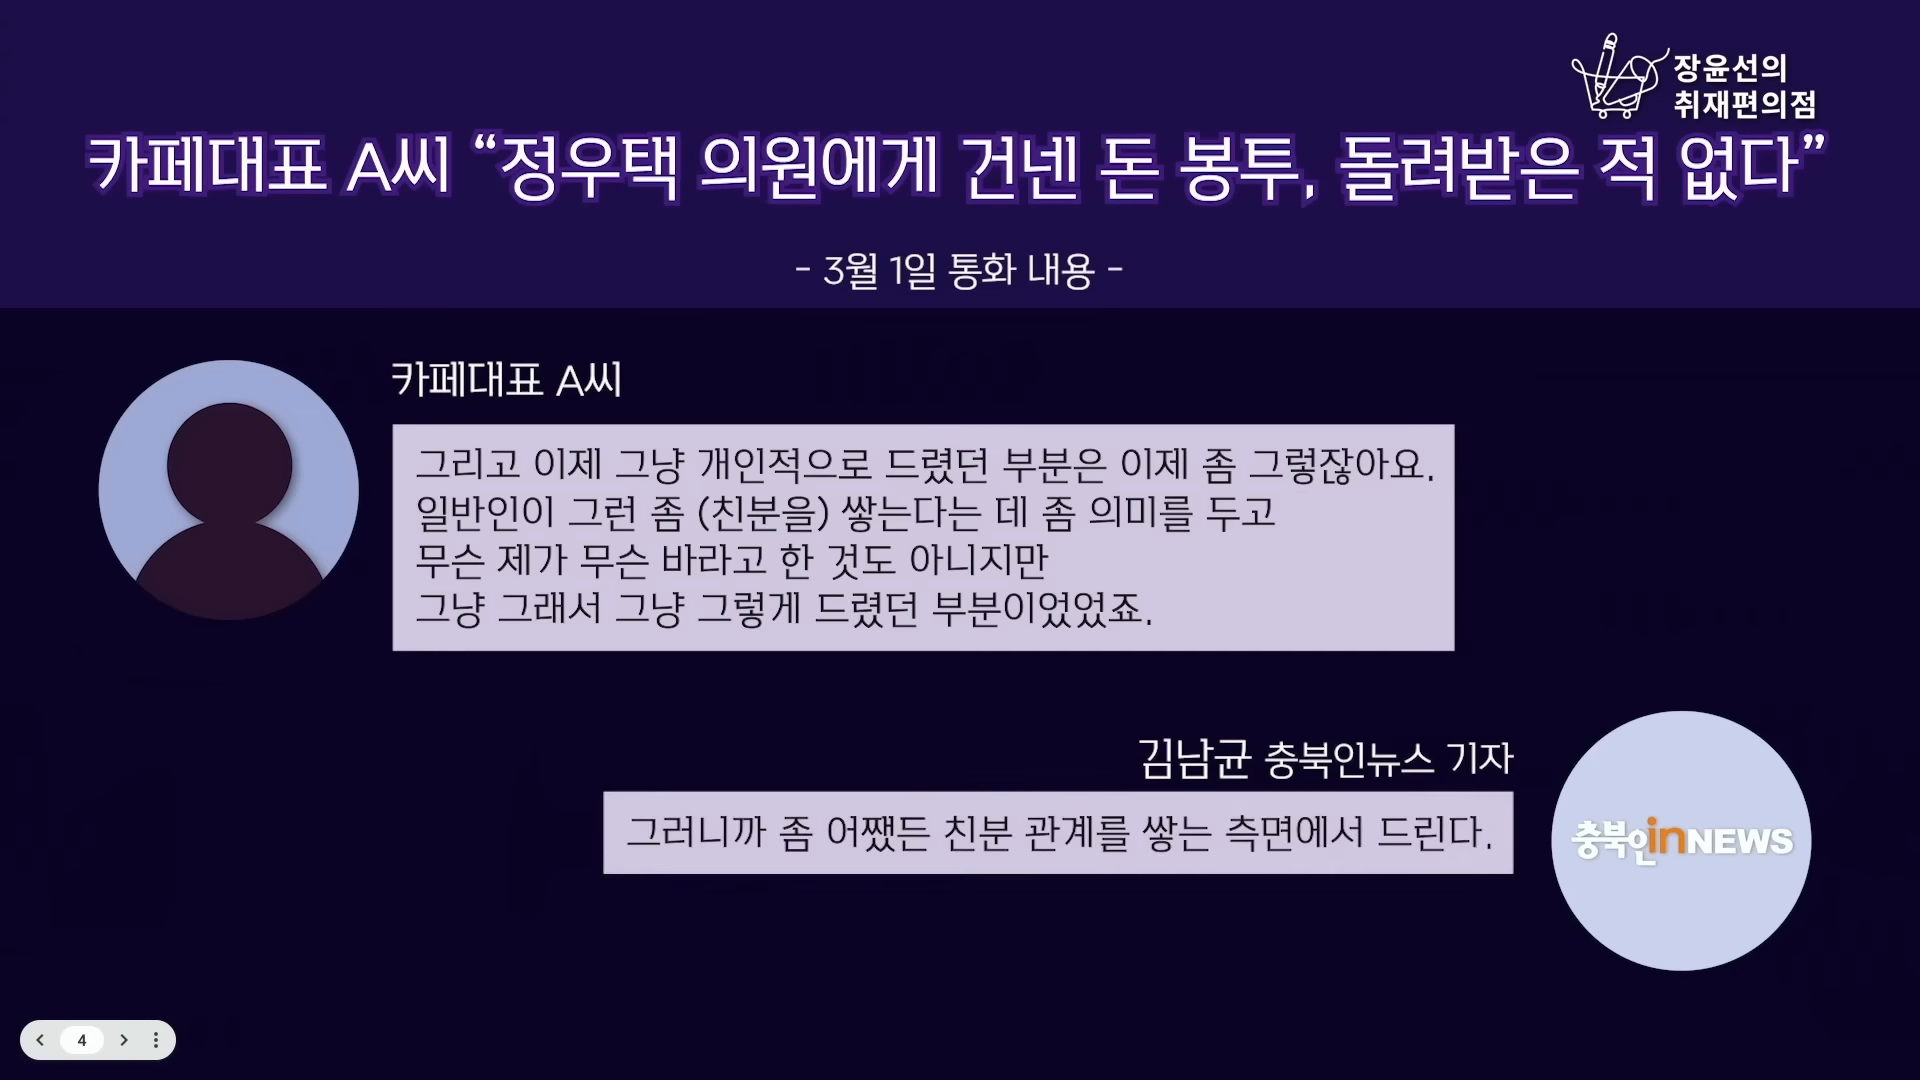 장윤선의
취재편의점
카페대표 A씨 “정우택 의원에게 건넨 돈 봉투, 돌려받은 적 없다”
- 3월 1일 통화 내용 -
카페대표 A씨
그리고 이제 그냥 개인적으로 드렸던 부분은 이제 좀 그렇잖아요.
일반인이 그런 좀 (친분을) 쌓는다는 데 좀 의미를 두고
무슨 제가 무슨 바라고 한 것도 아니지만
그냥 그래서 그냥 그렇게 드렸던 부분이었었죠.
김남균 충북인뉴스 기자
그러니까 좀 어쨌든 친분 관계를 쌓는 측면에서 드린다.
충북인inNEWS
4